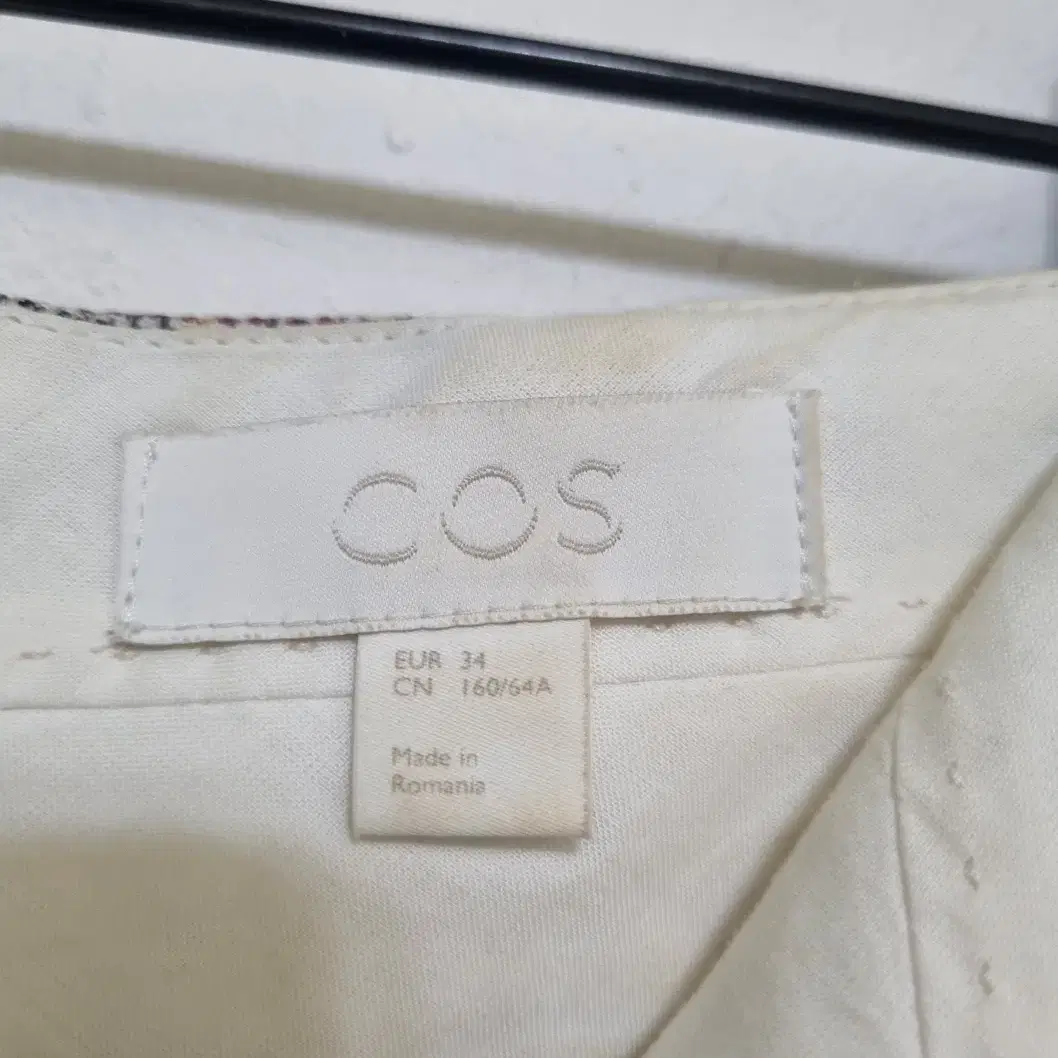 COS
EUR 34
CN 160/64A
Made in
Romania